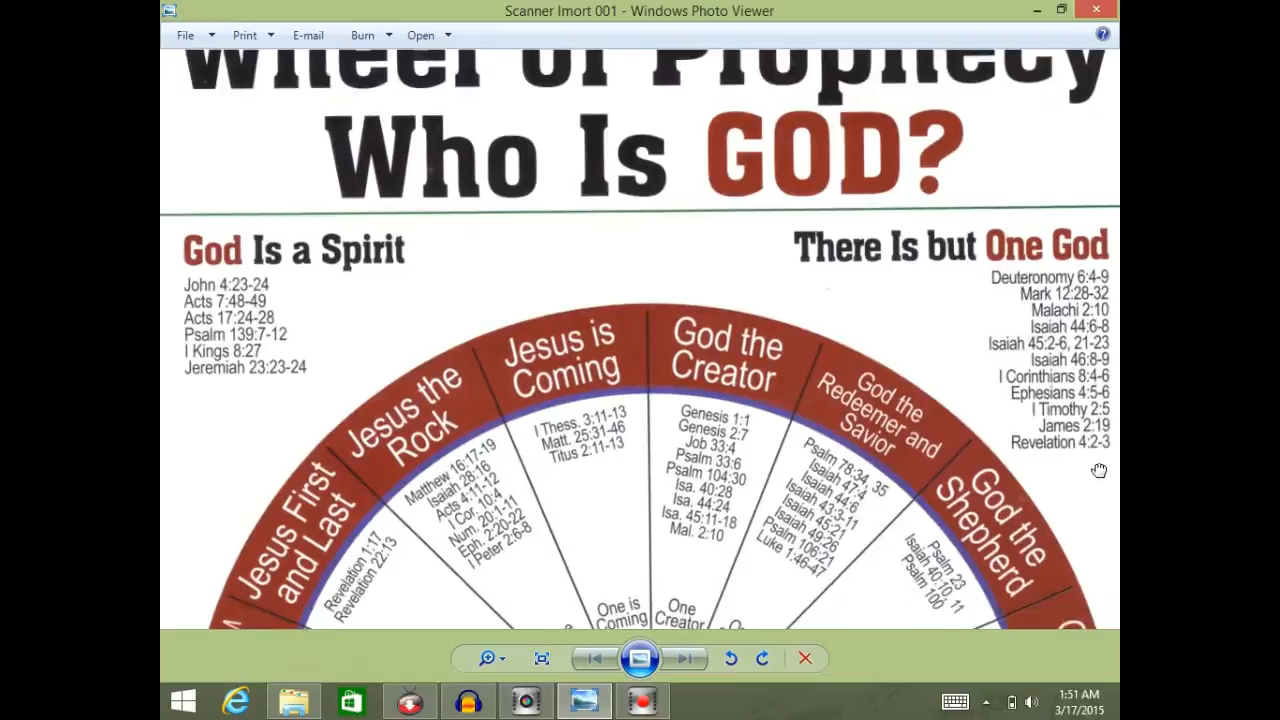 Scanner Imort 001 - Windows Photo Viewer
File Print E-mail Burn Open
Wheel of Prophecy
Who Is GOD?
God Is a Spirit
John 4:23-24
Acts 7:48-49
Acts 17:24-28
Psalm 139:7-12
I Kings 8:27
Jeremiah 23:23-24
There Is but One God
Deuteronomy 6:4-9
Mark 12:28-32
Malachi 2:10
Isaiah 44:6-8
Isaiah 45:2-6, 21-23
Isaiah 46:8-9
I Corinthians 8:4-6
Ephesians 4:5-6
I Timothy 2:5
James 2:19
Revelation 4:2-3
Jesus First
and Last
Revelation 1:17
Revelation 22:13
Jesus the
Rock
Matthew 16:17-19
Isaiah 28:16
Acts 4:11-12
I Cor. 10:4
Num. 20:1-11
Eph. 2:20-22
I Peter 2:6-8
Jesus is
Coming
I Thess. 3:11-13
Matt. 25:31-46
Titus 2:11-13
One is
Coming
God the
Creator
Genesis 1:1
Genesis 2:7
Job 33:4
Psalm 33:6
Psalm 104:30
Isa. 40:28
Isa. 44:24
Isa. 45:11-18
Mal. 2:10
One
Creator
God the
Redeemer and
Savior
Psalm 78:34, 35
Isaiah 47:4
Isaiah 44:6
Isaiah 43:3-11
Isaiah 45:21
Isaiah 49:26
Psalm 106:21
Luke 1:46-47
God the
Shepherd
Psalm 23
Isaiah 40:10, 11
Psalm 100
1:51 AM
3/17/2015